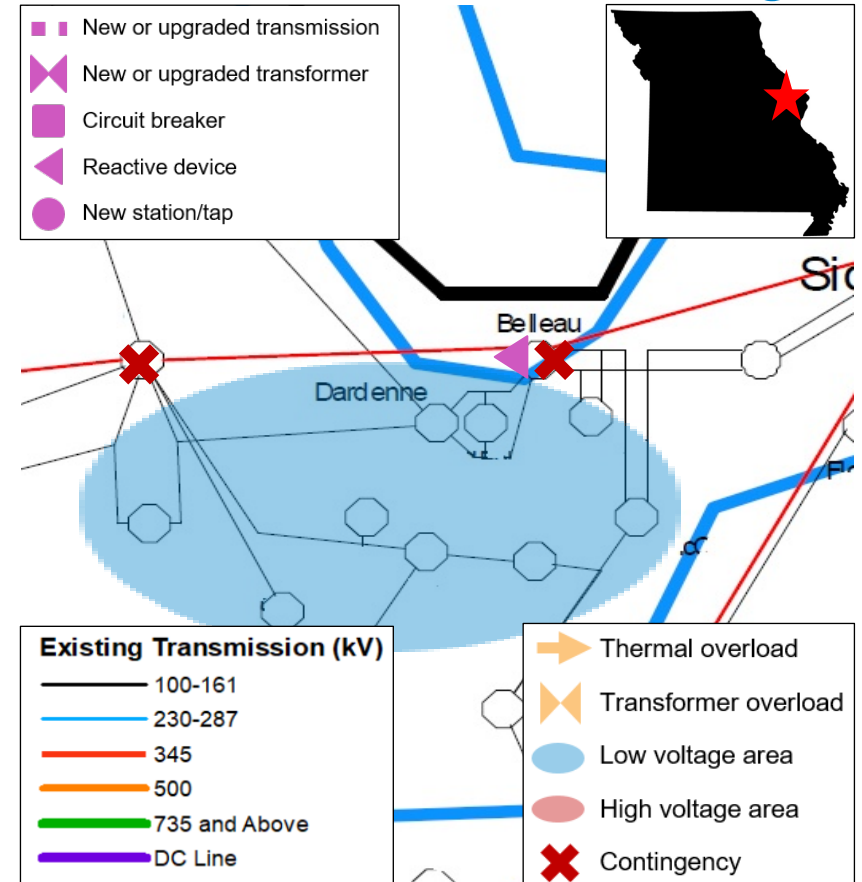 New or upgraded transmission
New or upgraded transformer
Circuit breaker
Reactive device
New station/tap
Belleau
Dardenne
Existing Transmission (kV)
100-161
230-287
345
500
735 and Above
DC Line
Thermal overload
Transformer overload
Low voltage area
High voltage area
Contingency